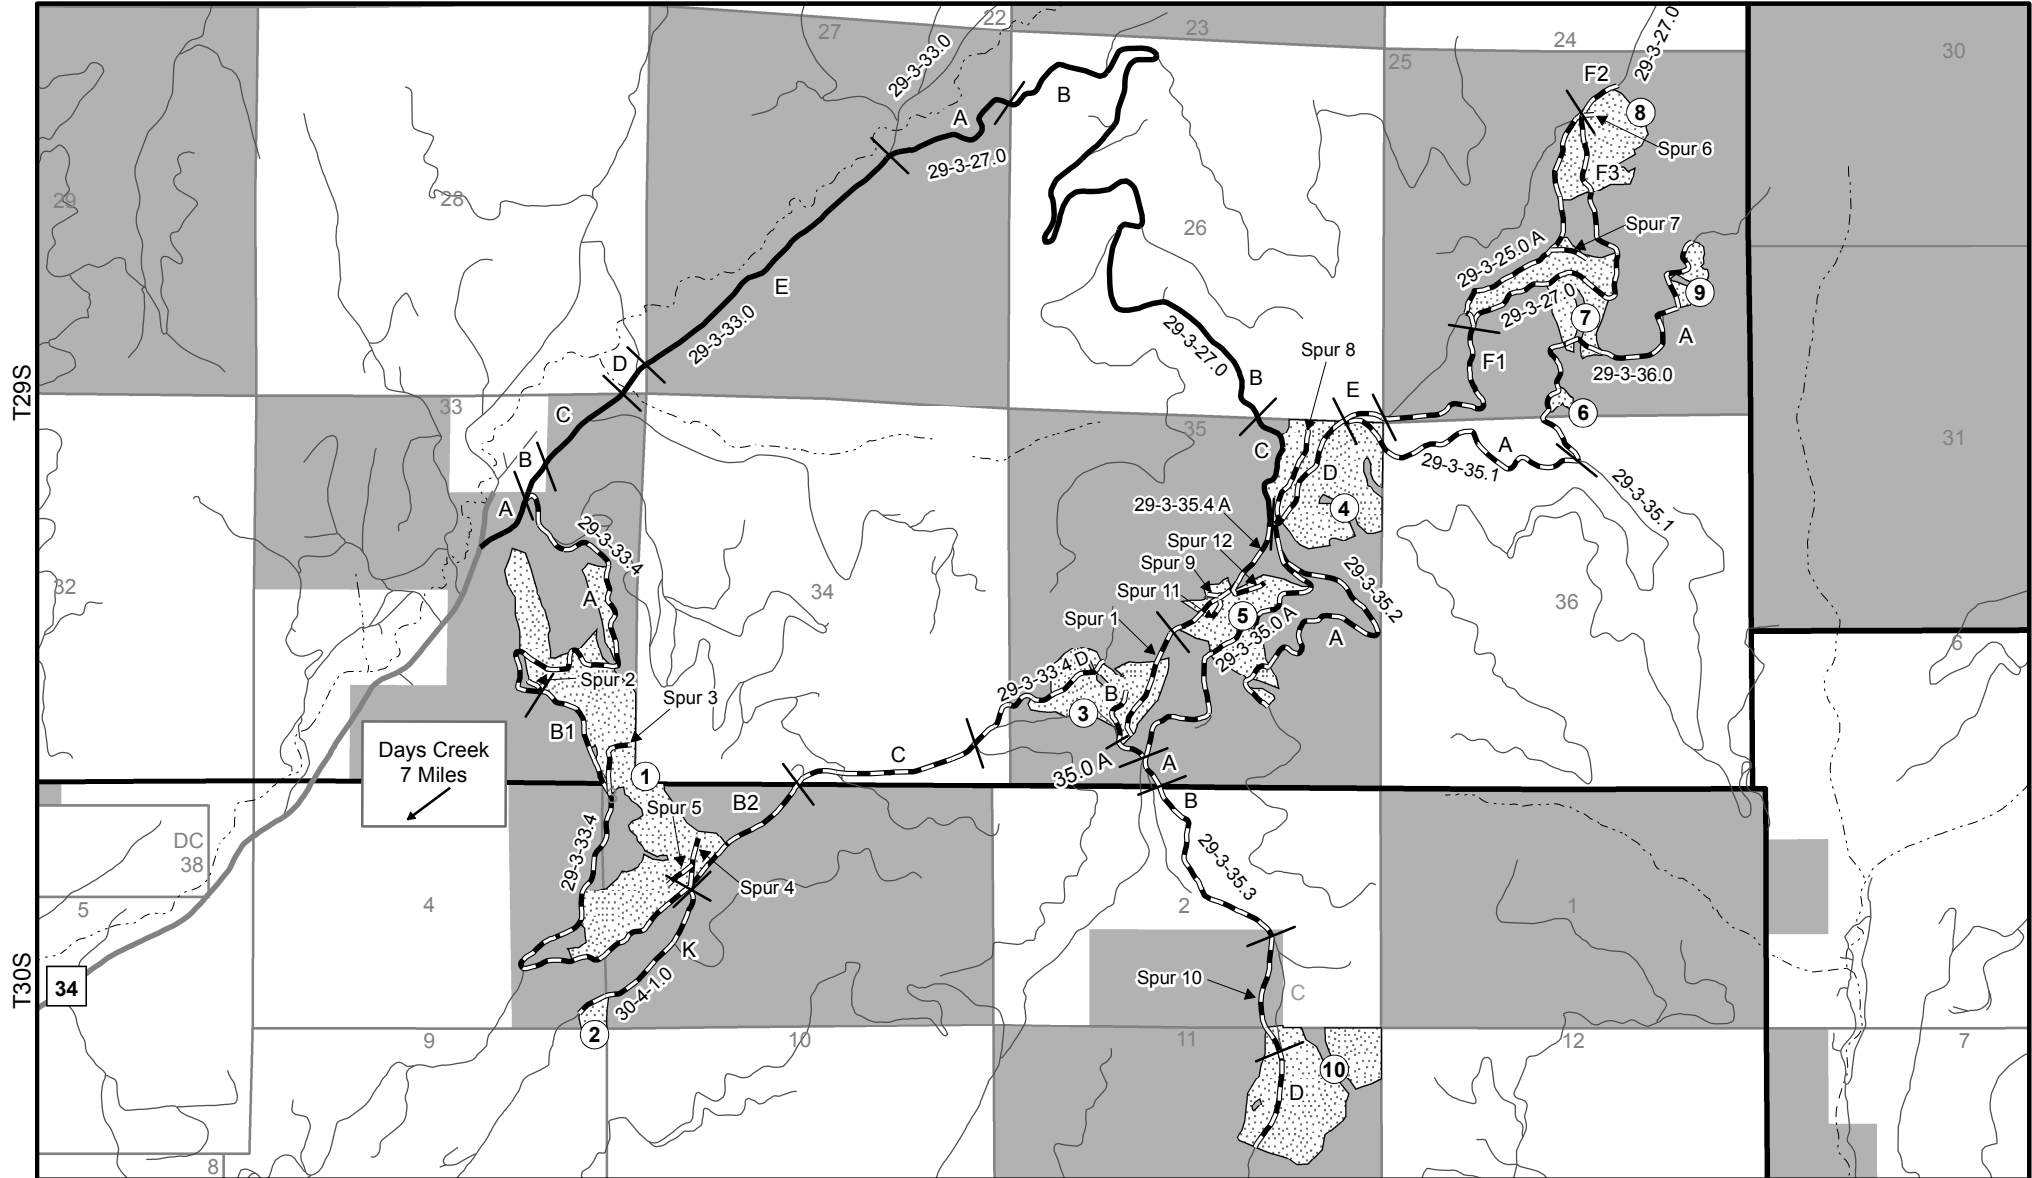 22
23
24
29-3-27.0
27
25
30
29-3-33.0
B
F2
A
8
29-3-27.0
Spur 6
F3
29
28
26
Spur 7
29-3-25.0 A
E
29-3-27.0
9
7
A
29-3-33.0
29-3-27.0
Spur 8
D
F1
29-3-36.0
T29S
B
E
33
C
6
35
31
C
A
B
D
29-3-35.1
29-3-35.1
A
29-3-35.4 A
4
29-3-33.4
Spur 12
Spur 9
32
34
Spur 11
29-3-35.2
A
36
Spur 1
5
29-3-35.0 A
A
6
29-3-33.4 D
Spur 2
B
Spur 3
3
B1
Days Creek
7 Miles
C
A
35.0 A
1
B2
B
Spur 5
29-3-33.4
DC
38
29-3-35.3
Spur 4
5
4
2
1
K
T30S
34
30-4-1.0
Spur 10
C
2
9
10
11
12
7
10
D
8